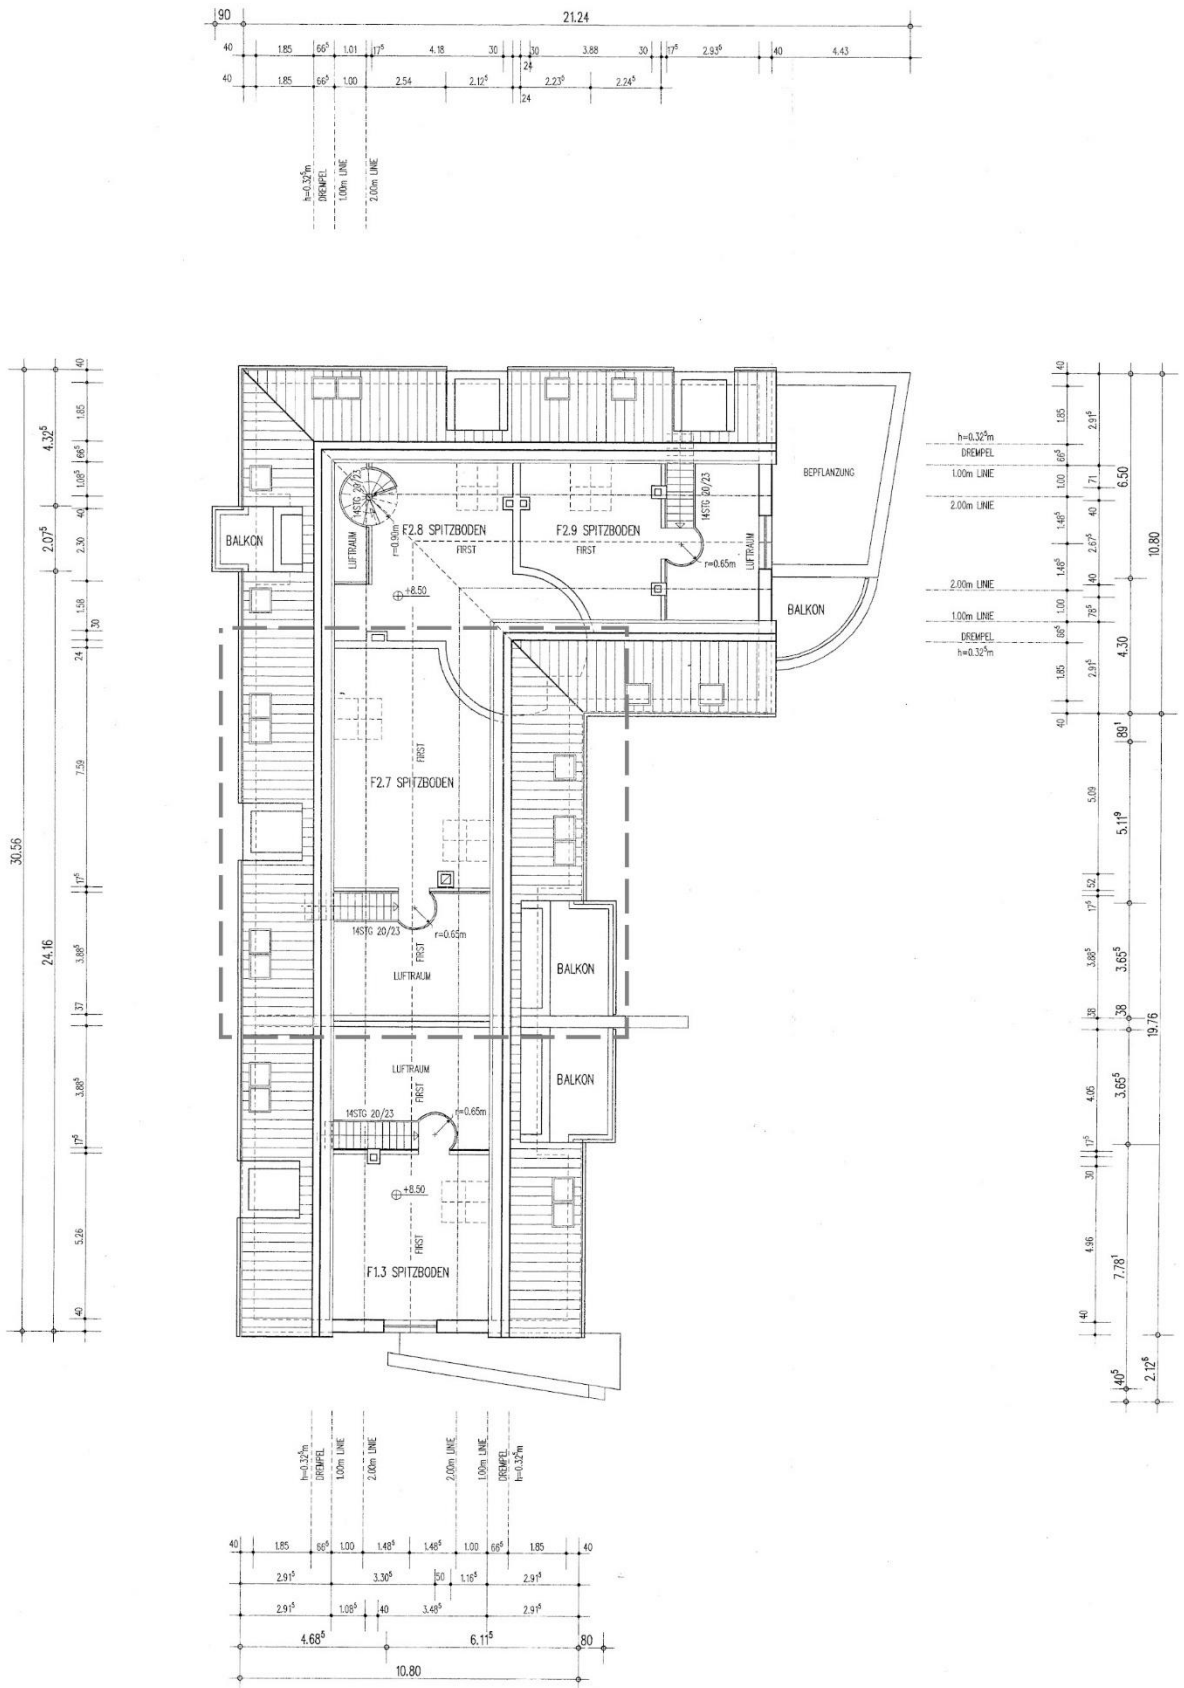 90 21.24
40 1.85 66⁵ 1.01 17⁵ 4.18 30 30 3.88 30 17⁵ 2.93⁵ 40 4.43
24
40 1.85 66⁵ 1.00 2.54 2.12⁵ 2.23⁵ 2.24⁵
24
h=0.32⁵m
DREMPEL
1.00m LINIE
2.00m LINIE
30.56
4.32⁵
2.07⁵
24.16
40
1.85
66⁵
1.08⁵
40
2.30
1.58
30
24
7.59
17⁵
3.88⁵
37
3.88⁵
17⁵
5.26
40
BALKON
LUFTRAUM
14STG 20/23
r=0.90m
F2.8 SPITZBODEN
FIRST
+8.50
F2.9 SPITZBODEN
FIRST
14STG 20/23
r=0.65m
LUFTRAUM
BEPFLANZUNG
BALKON
FIRST
F2.7 SPITZBODEN
14STG 20/23
r=0.65m
FIRST
LUFTRAUM
BALKON
LUFTRAUM
FIRST
BALKON
14STG 20/23
r=0.65m
+8.50
FIRST
F1.3 SPITZBODEN
h=0.32⁵m
DREMPEL
1.00m LINIE
2.00m LINIE
2.00m LINIE
1.00m LINIE
DREMPEL
h=0.32⁵m
40
1.85
66⁵
1.00
1.48⁵
1.48⁵
1.00
66⁵
1.85
40
2.91⁵
71
40
2.67⁵
40
78⁵
2.91⁵
5.09
52
17⁵
3.88⁵
38
4.05
17⁵
30
4.96
40
6.50
4.30
89¹
5.11⁹
3.65⁵
38
3.65⁵
7.78¹
40⁵
10.80
19.76
2.12⁵
h=0.32⁵m
DREMPEL
1.00m LINIE
2.00m LINIE
2.00m LINIE
1.00m LINIE
DREMPEL
h=0.32⁵m
40 1.85 66⁵ 1.00 1.48⁵ 1.48⁵ 1.00 66⁵ 1.85 40
2.91⁵ 3.30⁵ 50 1.16⁵ 2.91⁵
2.91⁵ 1.08⁵ 40 3.48⁵ 2.91⁵
4.68⁵ 6.11⁵ 80
10.80